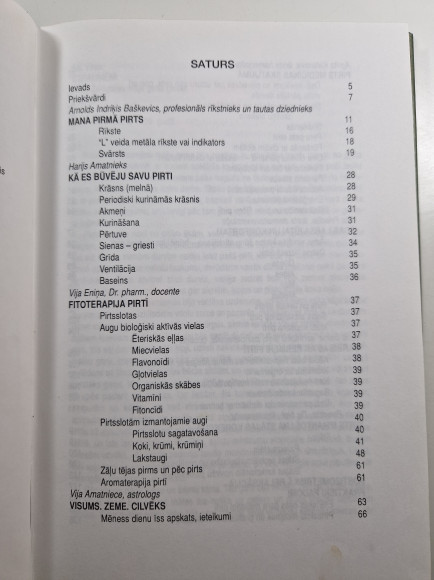 SATURS
Ievads 5
Priekšvārdi 7
Arnolds Indriķis Baškevics, profesionāls rīkstnieks un tautas dziednieks
MANA PIRMĀ PIRTS 11
Rīkste 16
"L" veida metāla rīkste vai indikators 18
Svārsts 19
Harijs Amatnieks
KĀ ES BŪVĒJU SAVU PIRTI 28
Krāsns (melnā) 28
Periodiski kurināmās krāsnis 29
Akmeņi 31
Kurināšana 31
Pērtuve 32
Sienas – griesti 34
Grīda 35
Ventilācija 35
Baseins 36
Vija Eniņa, Dr. pharm., docente
FITOTERAPIJA PIRTĪ 37
Pirtsslotas 37
Augu bioloģiski aktīvās vielas 37
Ēteriskās eļļas 37
Miecvielas 38
Flavonoīdi 38
Gļotvielas 39
Organiskās skābes 39
Vitamīni 39
Fitoncīdi 39
Pirtsslotām izmantojamie augi 40
Pirtsslotu sagatavošana 40
Koki, krūmi, krūmiņi 41
Lakstaugi 48
Zāļu tējas pirms un pēc pirts 61
Aromaterapija pirtī 61
Vija Amatniece, astrologs
VISUMS. ZEME. CILVĒKS 63
Mēness dienu īss apskats, ieteikumi 66